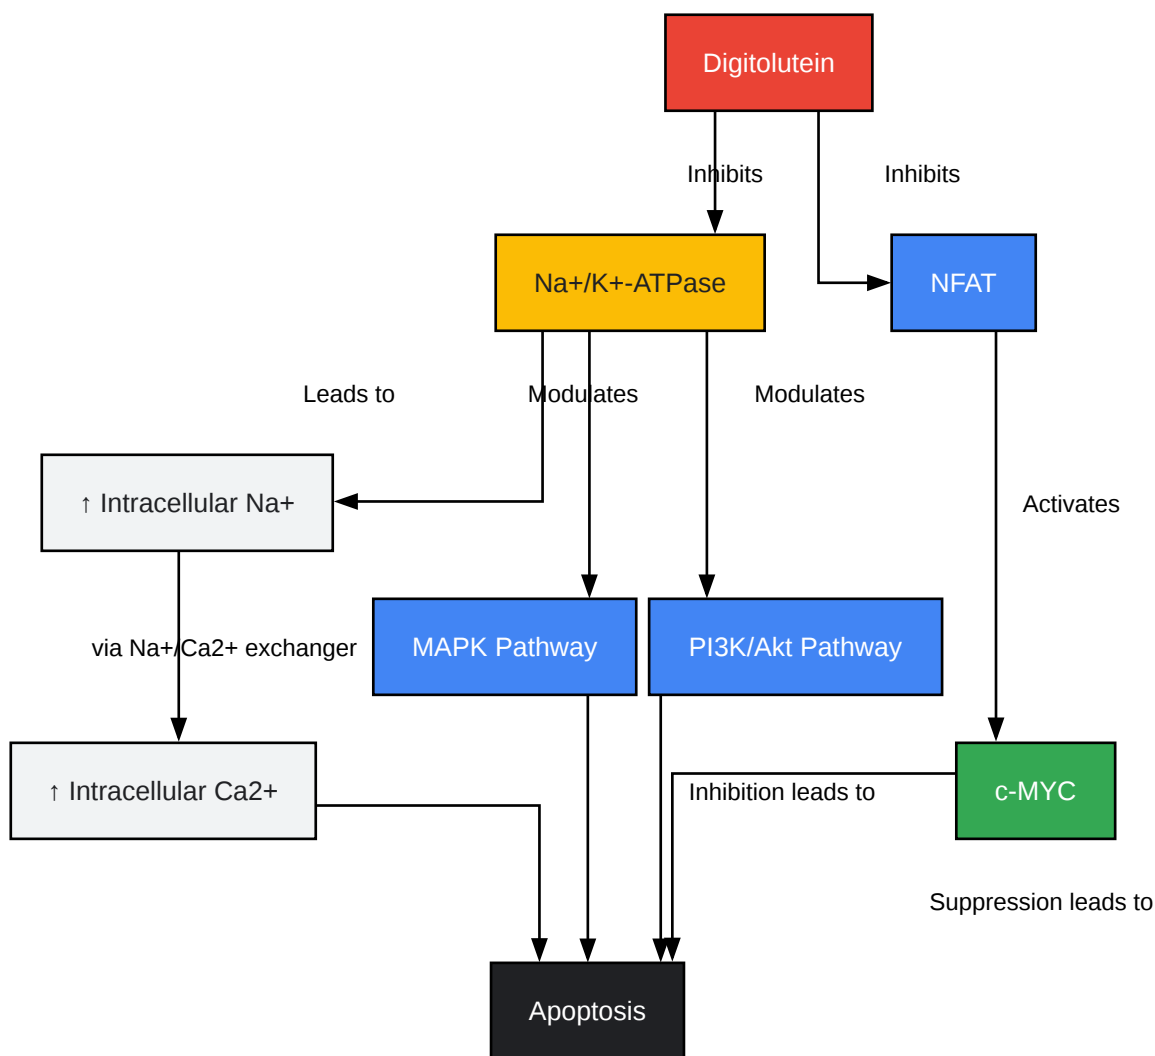 Digitolutein
Inhibits
Inhibits
Na+/K+-ATPase
NFAT
Leads to
Modulates
Modulates
↑ Intracellular Na+
Activates
via Na+/Ca2+ exchanger
MAPK Pathway
PI3K/Akt Pathway
↑ Intracellular Ca2+
Inhibition leads to
c-MYC
Suppression leads to
Apoptosis